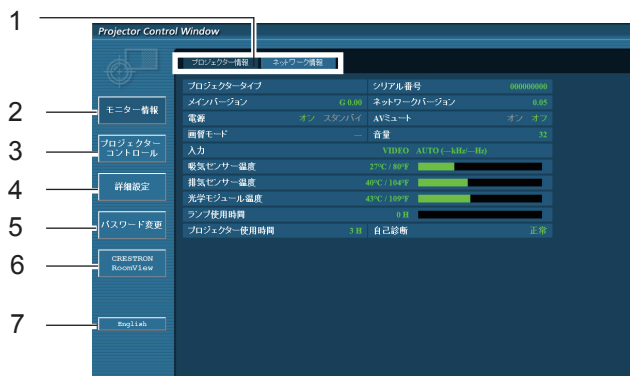 1
Projector Control Window
プロジェクター情報 ネットワーク情報
プロジェクタータイプ シリアル番号 000000000
メインバージョン G 0.00 ネットワークバージョン 0.05
電源 オン スタンバイ AVミュート オン オフ
画質モード --- 音量 32
入力 VIDEO AUTO (---kHz/---Hz)
吸気センサー温度 27°C / 80°F
排気センサー温度 40°C / 104°F
光学モジュール温度 43°C / 109°F
ランプ使用時間 0 H
プロジェクター使用時間 3 H 自己診断 正常
2
モニター情報
3
プロジェクター
コントロール
4
詳細設定
5
パスワード変更
6
CRESTRON
RoomView
7
English